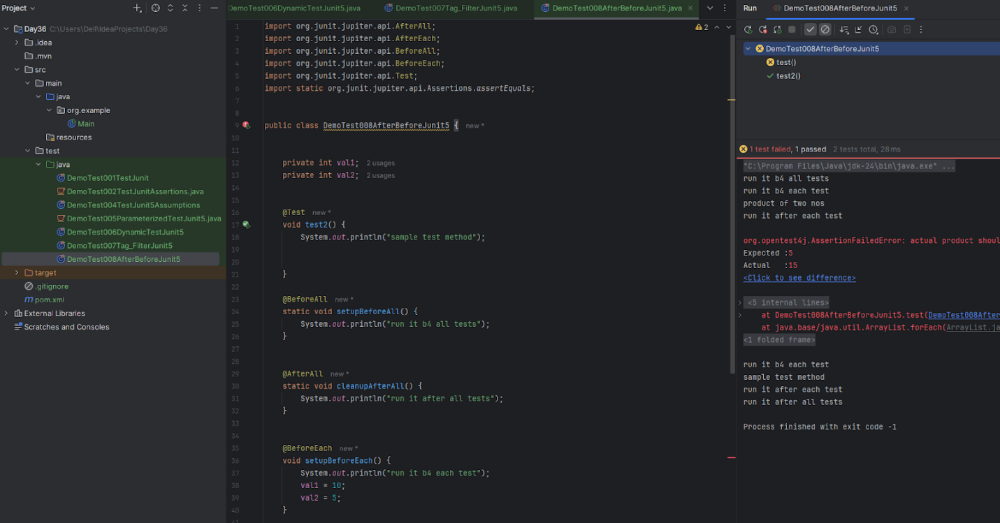 Project
Day36 C:\Users\Dell\IdeaProjects\Day36
.idea
.mvn
src
main
java
org.example
Main
resources
test
java
DemoTest001TestJunit
DemoTest002TestJunitAssertions.java
DemoTest004TestJunit5Assumptions
DemoTest005ParameterizedTestJunit5.java
DemoTest006DynamicTestJunit5
DemoTest007Tag_FilterJunit5
DemoTest008AfterBeforeJunit5
target
.gitignore
pom.xml
External Libraries
Scratches and Consoles
DemoTest006DynamicTestJunit5.java DemoTest007Tag_FilterJunit5.java DemoTest008AfterBeforeJunit5.java
2
1 import org.junit.jupiter.api.AfterAll;
2 import org.junit.jupiter.api.AfterEach;
3 import org.junit.jupiter.api.BeforeAll;
4 import org.junit.jupiter.api.BeforeEach;
5 import org.junit.jupiter.api.Test;
6 import static org.junit.jupiter.api.Assertions.assertEquals;
7
8
9 public class DemoTest008AfterBeforeJunit5 { new *
10
11
12 private int val1; 2 usages
13 private int val2; 2 usages
14
15
16 @Test new *
17 void test2() {
18 System.out.println("sample test method");
19
20
21 }
22
23 @BeforeAll new *
24 static void setupBeforeAll() {
25 System.out.println("run it b4 all tests");
26 }
27
28
29 @AfterAll new *
30 static void cleanupAfterAll() {
31 System.out.println("run it after all tests");
32 }
33
34
35 @BeforeEach new *
36 void setupBeforeEach() {
37 System.out.println("run it b4 each test");
38 val1 = 10;
39 val2 = 5;
40 }
Run DemoTest008AfterBeforeJunit5
DemoTest008AfterBeforeJunit5
test()
test2()
1 test failed, 1 passed 2 tests total, 28 ms
"C:\Program Files\Java\jdk-24\bin\java.exe" ...
run it b4 all tests
run it b4 each test
product of two nos
run it after each test
org.opentest4j.AssertionFailedError: actual product shoul
Expected :5
Actual :15
<Click to see difference>
<5 internal lines>
at DemoTest008AfterBeforeJunit5.test(DemoTest008After
at java.base/java.util.ArrayList.forEach(ArrayList.ja
<1 folded frame>
run it b4 each test
sample test method
run it after each test
run it after all tests
Process finished with exit code -1